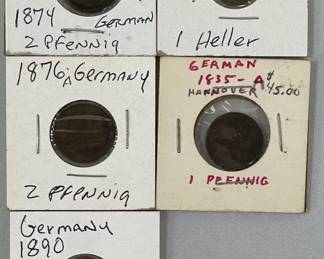 1874 German
2 Pfennig
1 Heller
1876 A Germany
2 Pfennig
GERMAN
1835-A
HANNOVER $45.00
1 PFENNIG
Germany
1890